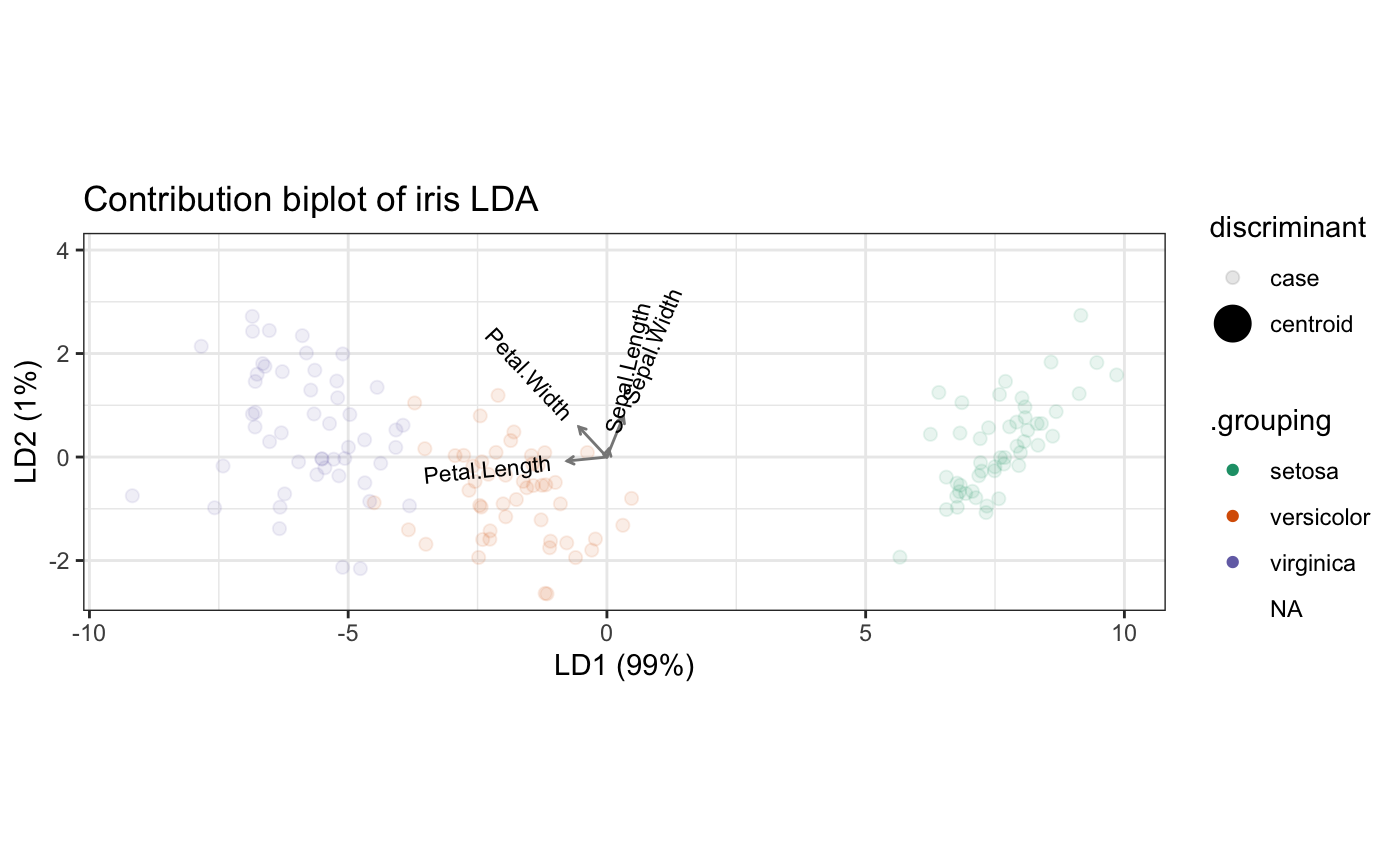 Contribution biplot of iris LDA
4
2
0
-2
LD2 (1%)
-10
-5
0
5
10
LD1 (99%)
Petal.Width
Sepal.Length
Sepal.Width
Petal.Length
discriminant
case
centroid
.grouping
setosa
versicolor
virginica
NA